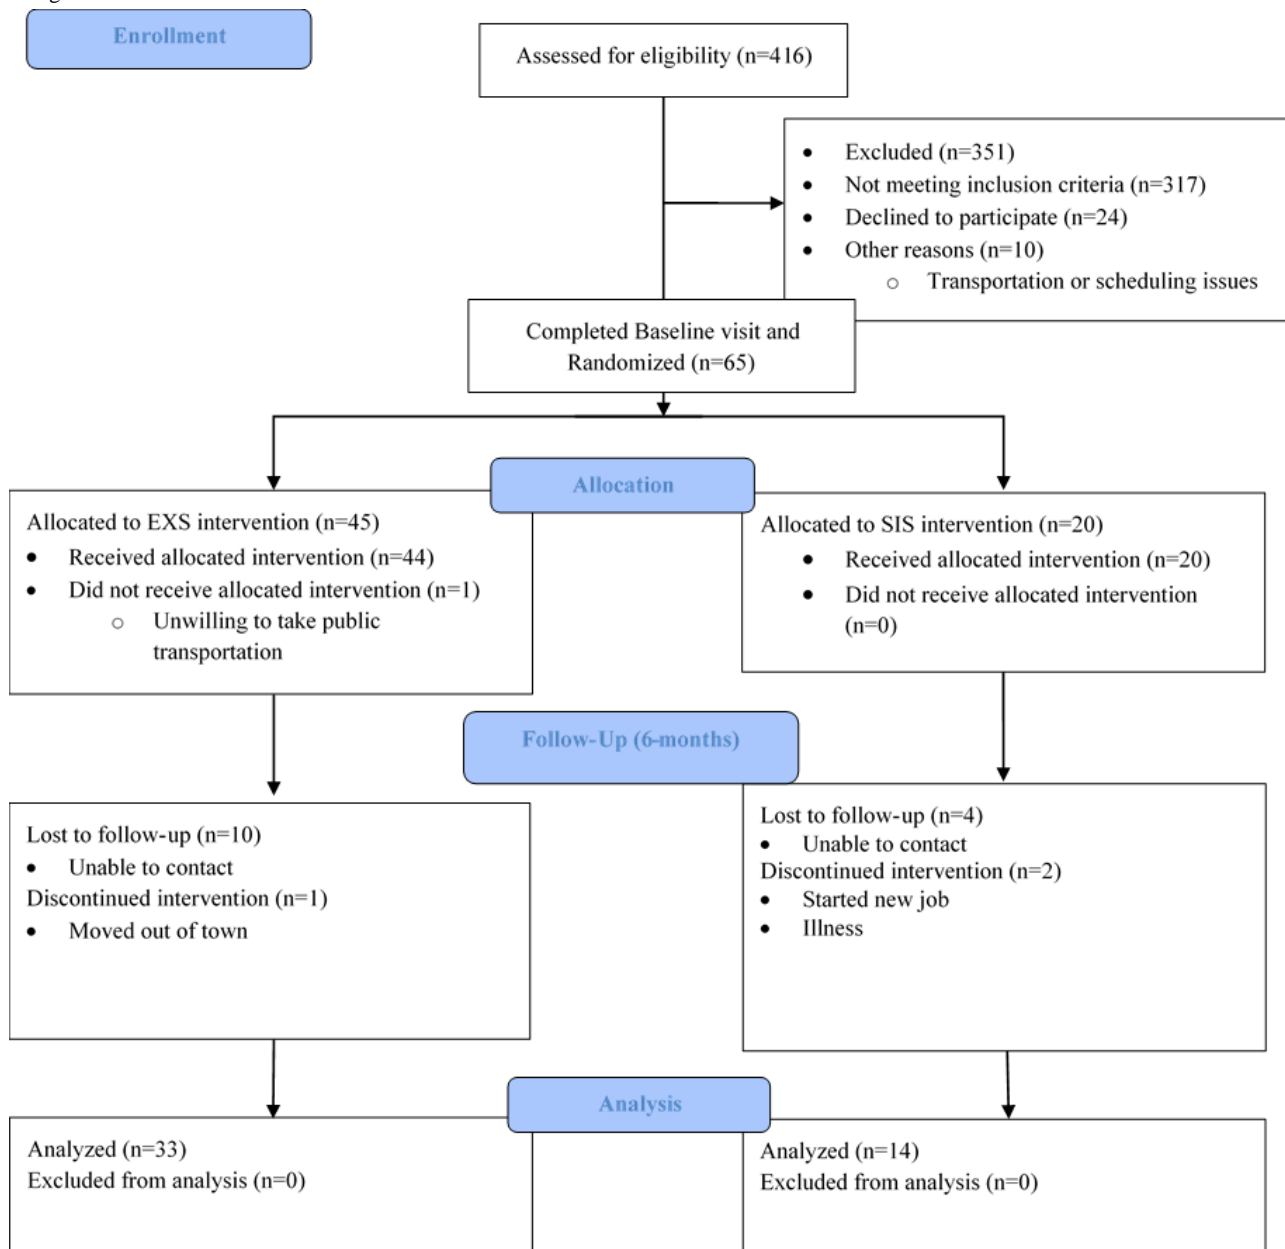 Enrollment
Assessed for eligibility (n=416)
• Excluded (n=351)
• Not meeting inclusion criteria (n=317)
• Declined to participate (n=24)
• Other reasons (n=10)
o Transportation or scheduling issues
Completed Baseline visit and
Randomized (n=65)
Allocation
Allocated to EXS intervention (n=45)
• Received allocated intervention (n=44)
• Did not receive allocated intervention (n=1)
o Unwilling to take public
transportation
Allocated to SIS intervention (n=20)
• Received allocated intervention (n=20)
• Did not receive allocated intervention
(n=0)
Follow-Up (6-months)
Lost to follow-up (n=10)
• Unable to contact
Discontinued intervention (n=1)
• Moved out of town
Lost to follow-up (n=4)
• Unable to contact
Discontinued intervention (n=2)
• Started new job
• Illness
Analysis
Analyzed (n=33)
Excluded from analysis (n=0)
Analyzed (n=14)
Excluded from analysis (n=0)